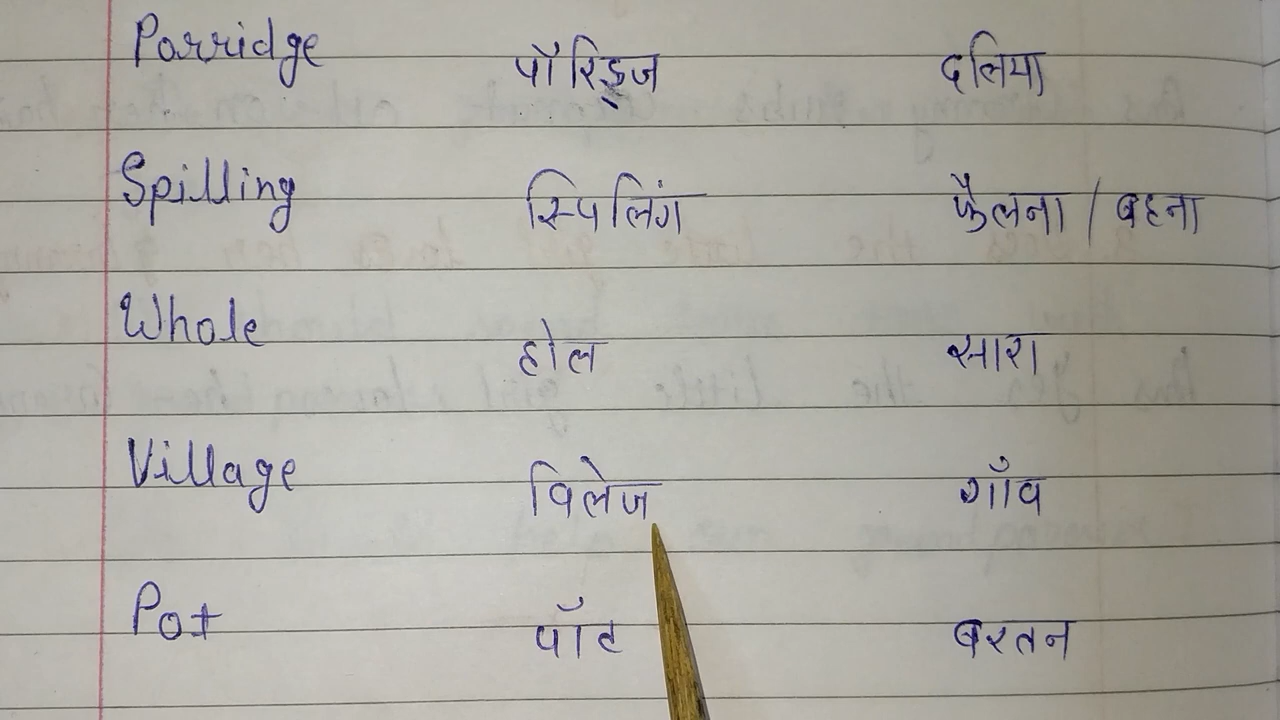 Porridge पॉरिड्ज दलिया
Spilling स्पिलिंग फैलना / बहना
Whole होल सारा
Village विलेज गाँव
Pot पॉट बरतन